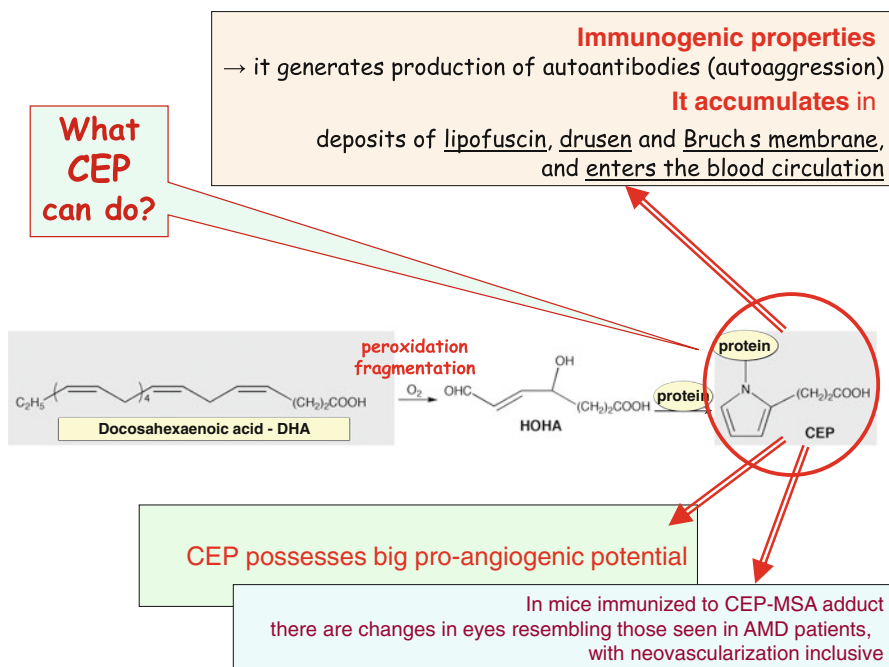 Immunogenic properties
→ it generates production of autoantibodies (autoaggression)
It accumulates in
deposits of lipofuscin, drusen and Bruch s membrane,
and enters the blood circulation
What
CEP
can do?
peroxidation
fragmentation
protein
C2H5
4
(CH2)2COOH
O2
OHC
OH
(CH2)2COOH
protein
N
(CH2)2COOH
Docosahexaenoic acid - DHA
HOHA
CEP
CEP possesses big pro-angiogenic potential
In mice immunized to CEP-MSA adduct
there are changes in eyes resembling those seen in AMD patients,
with neovascularization inclusive